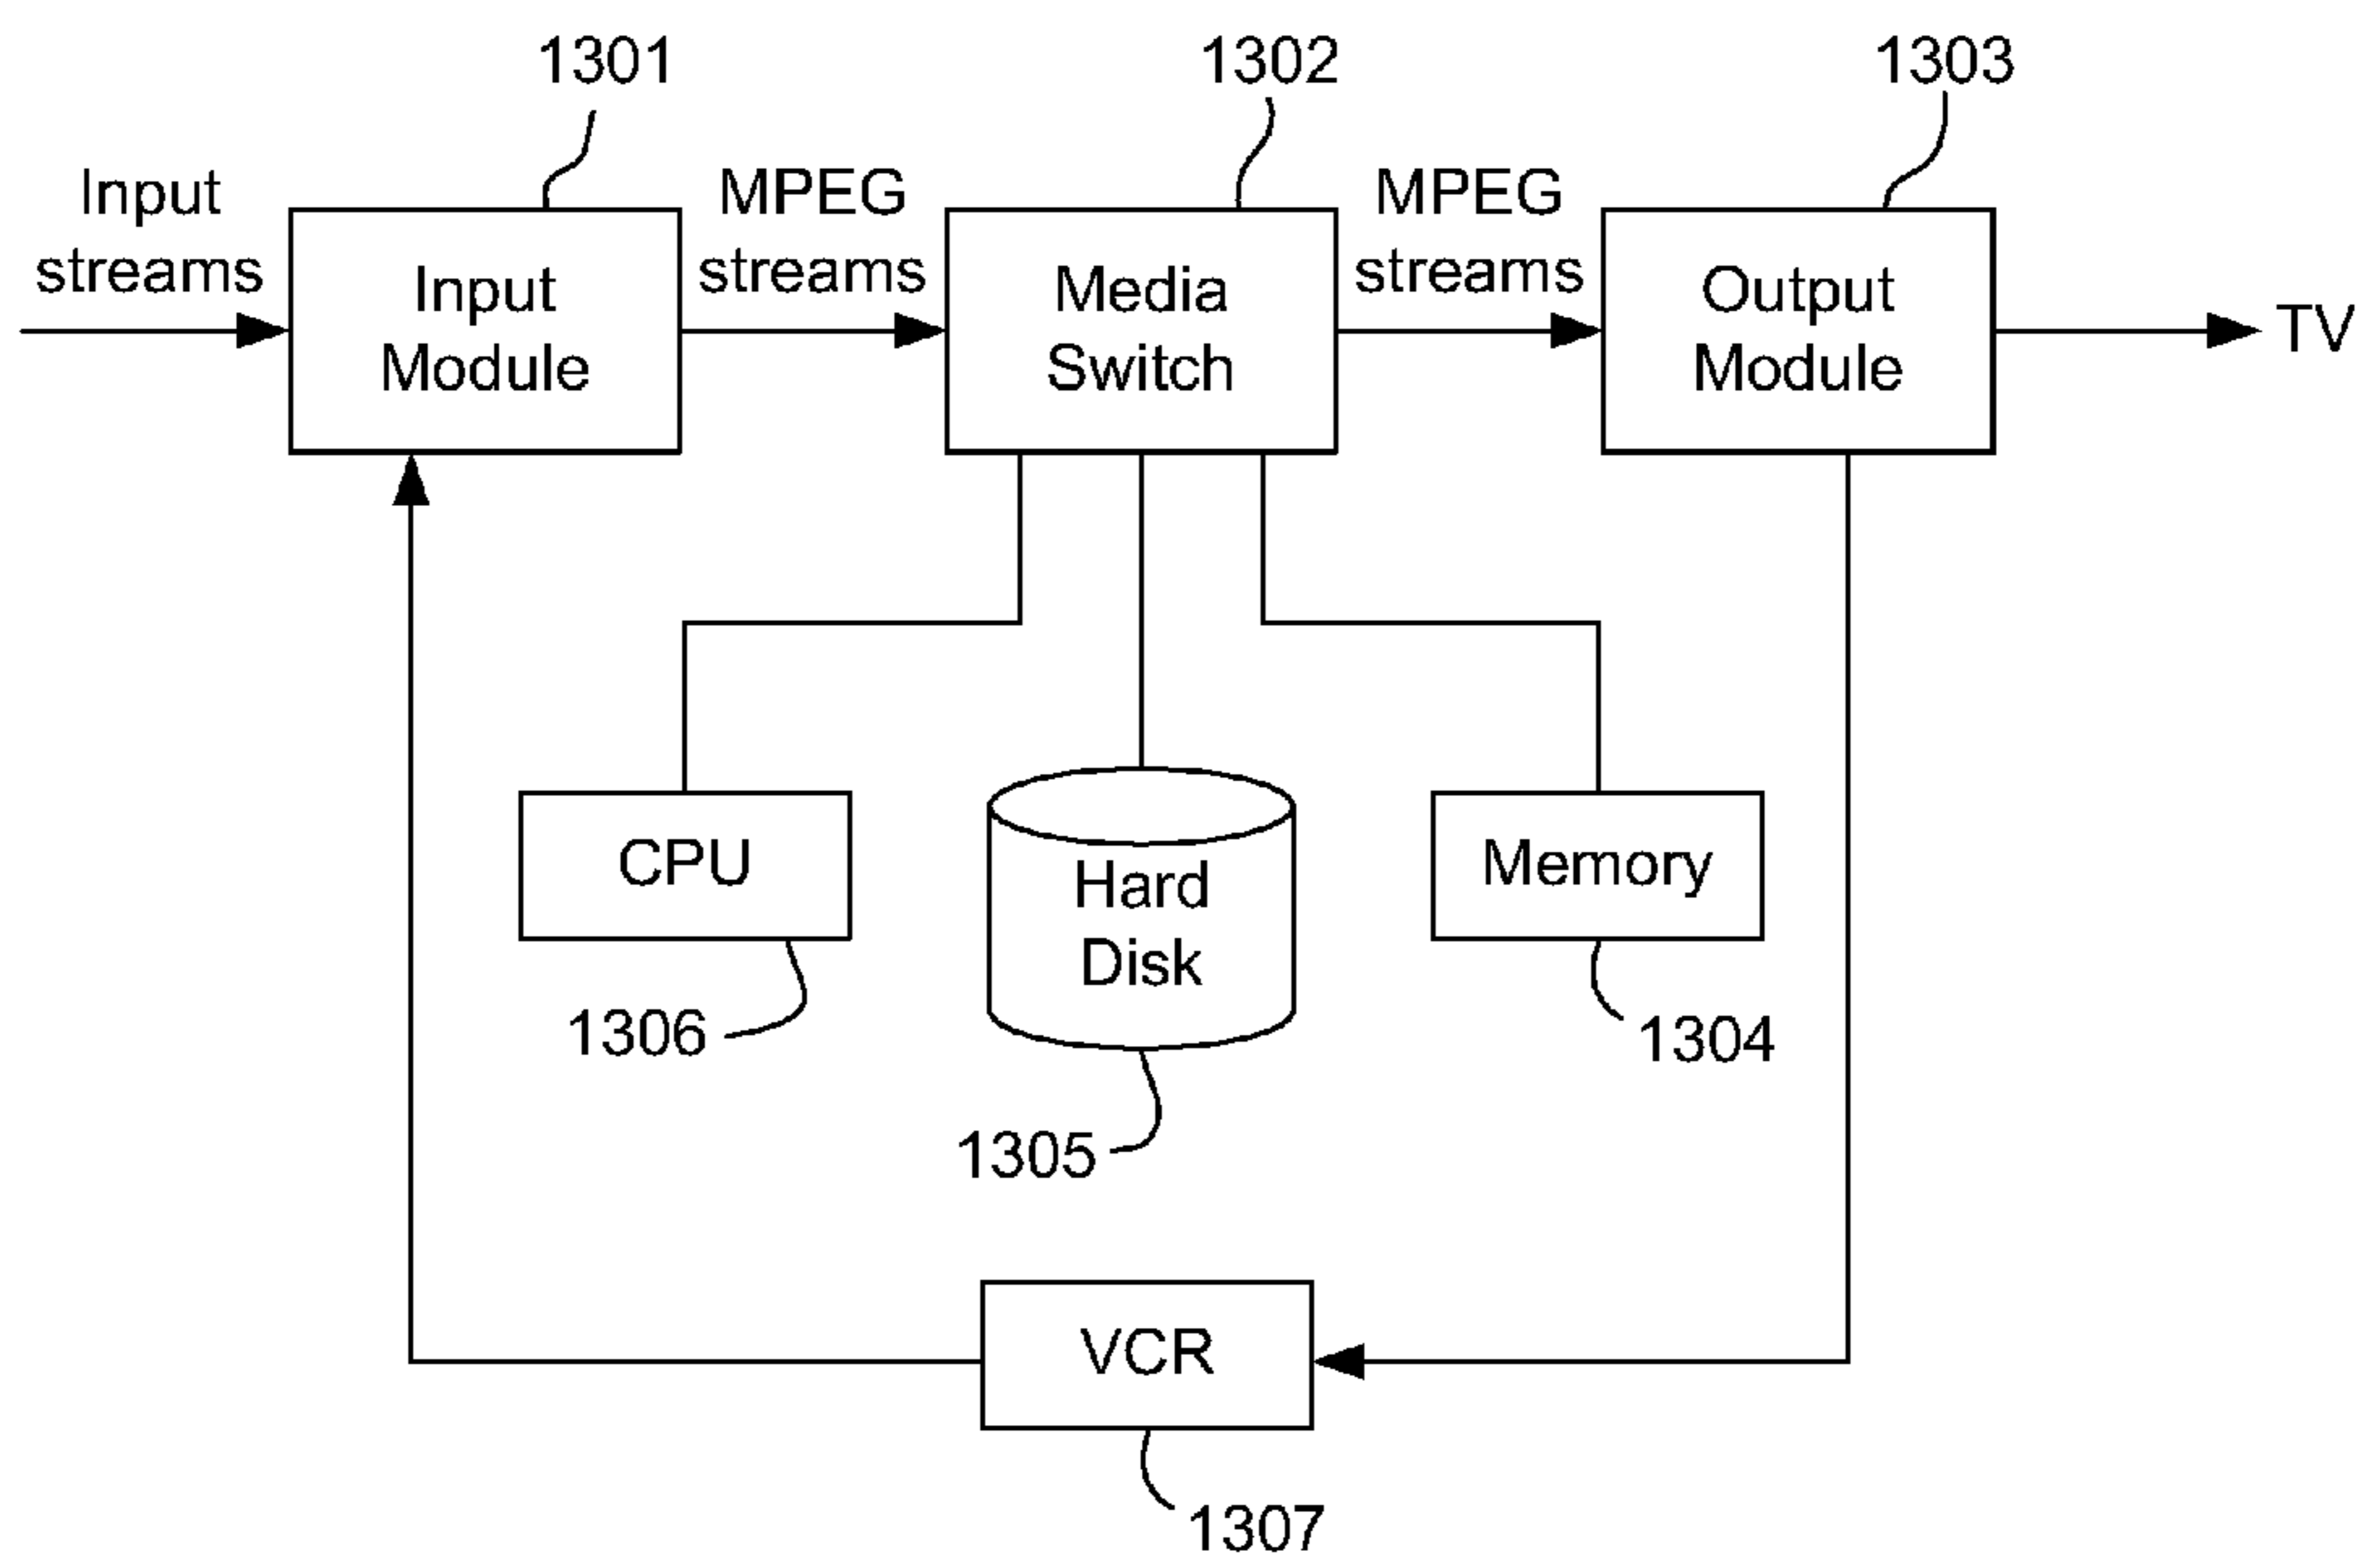 1301
1302
1303
Input
streams
MPEG
streams
MPEG
streams
Input
Module
Media
Switch
Output
Module
TV
CPU
Hard
Disk
Memory
1306
1304
1305
VCR
1307